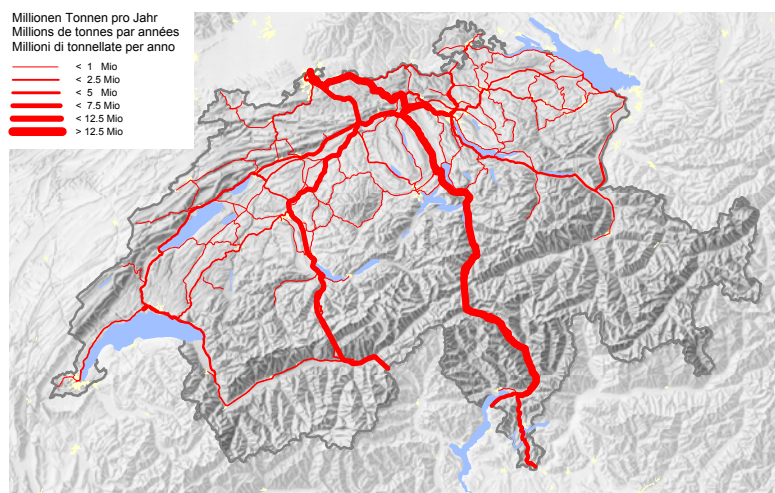 Millionen Tonnen pro Jahr
Millions de tonnes par années
Millioni di tonnellate per anno
< 1 Mio
< 2.5 Mio
< 5 Mio
< 7.5 Mio
< 12.5 Mio
> 12.5 Mio